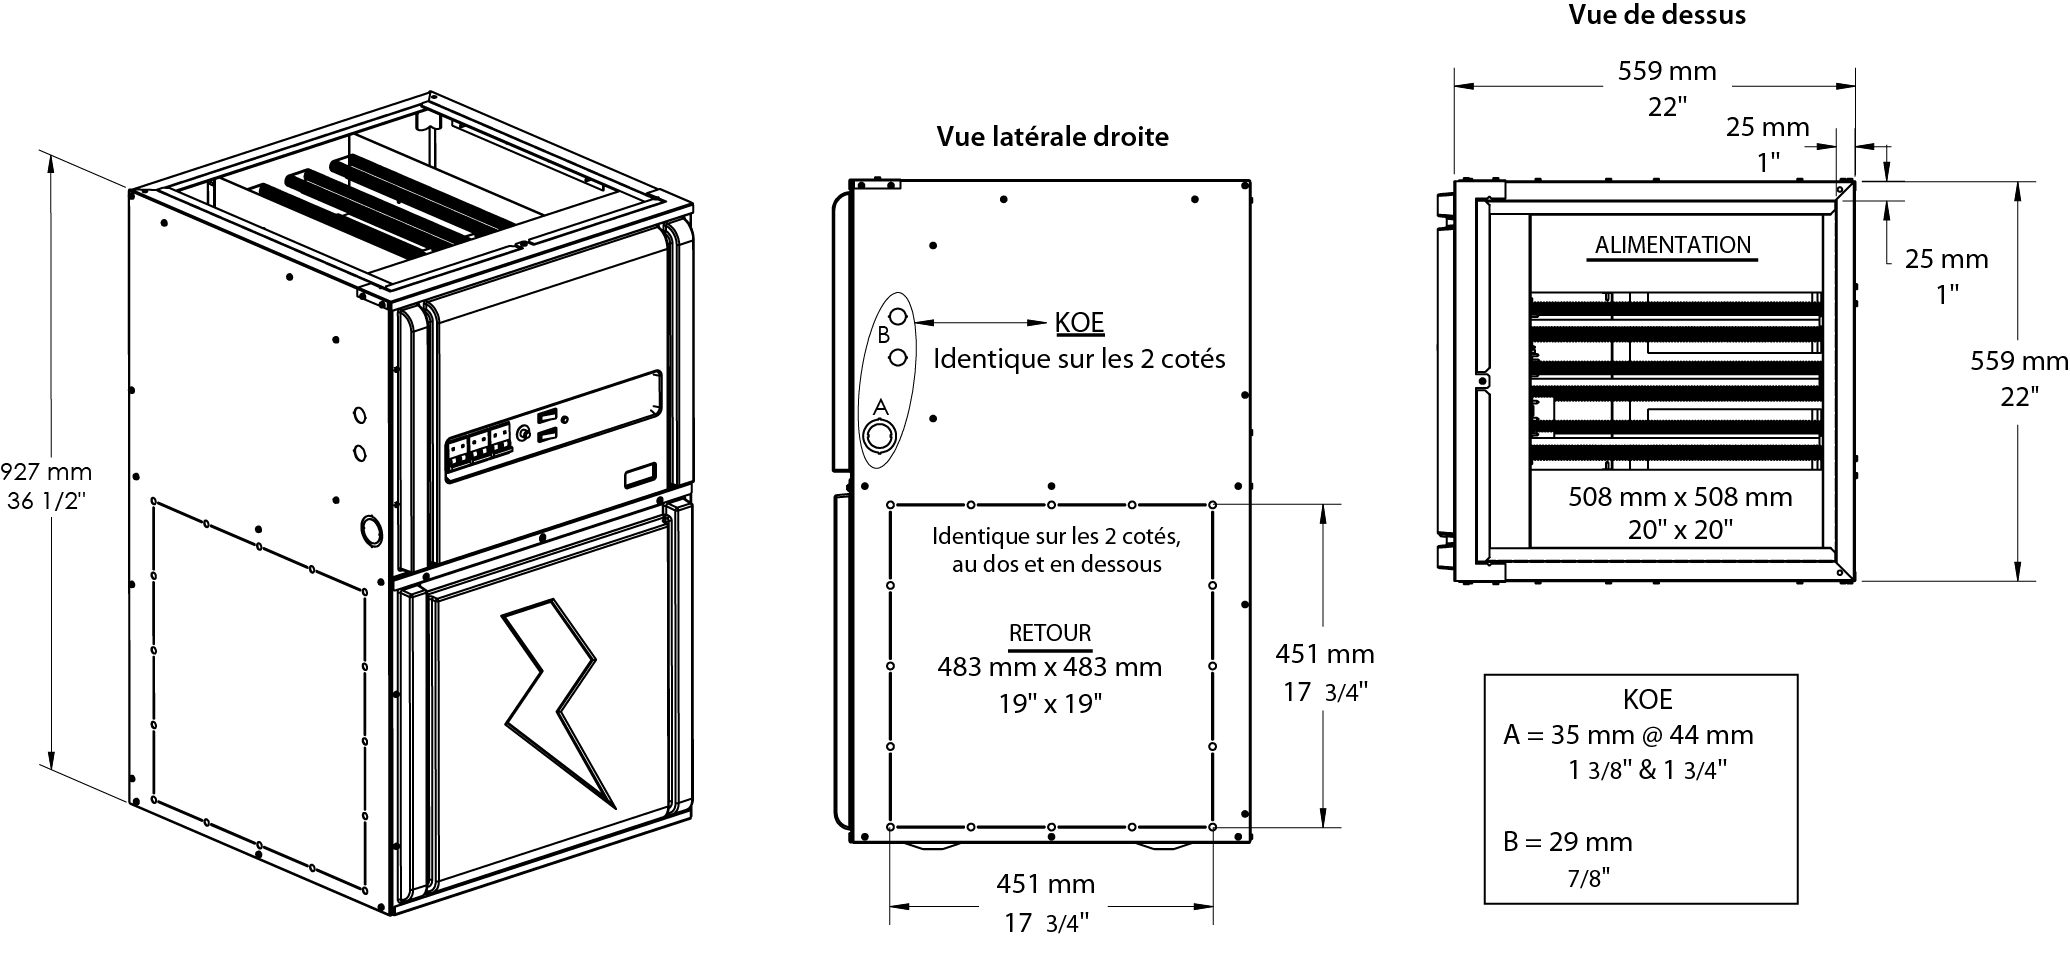 927 mm
36 1/2"
Vue latérale droite
B
KOE
Identique sur les 2 cotés
A
Identique sur les 2 cotés,
au dos et en dessous
RETOUR
483 mm x 483 mm
19" x 19"
451 mm
17 3/4"
451 mm
17 3/4"
Vue de dessus
559 mm
22"
25 mm
1"
ALIMENTATION
25 mm
1"
559 mm
22"
508 mm x 508 mm
20" x 20"
KOE
A = 35 mm @ 44 mm
1 3/8" & 1 3/4"
B = 29 mm
7/8"